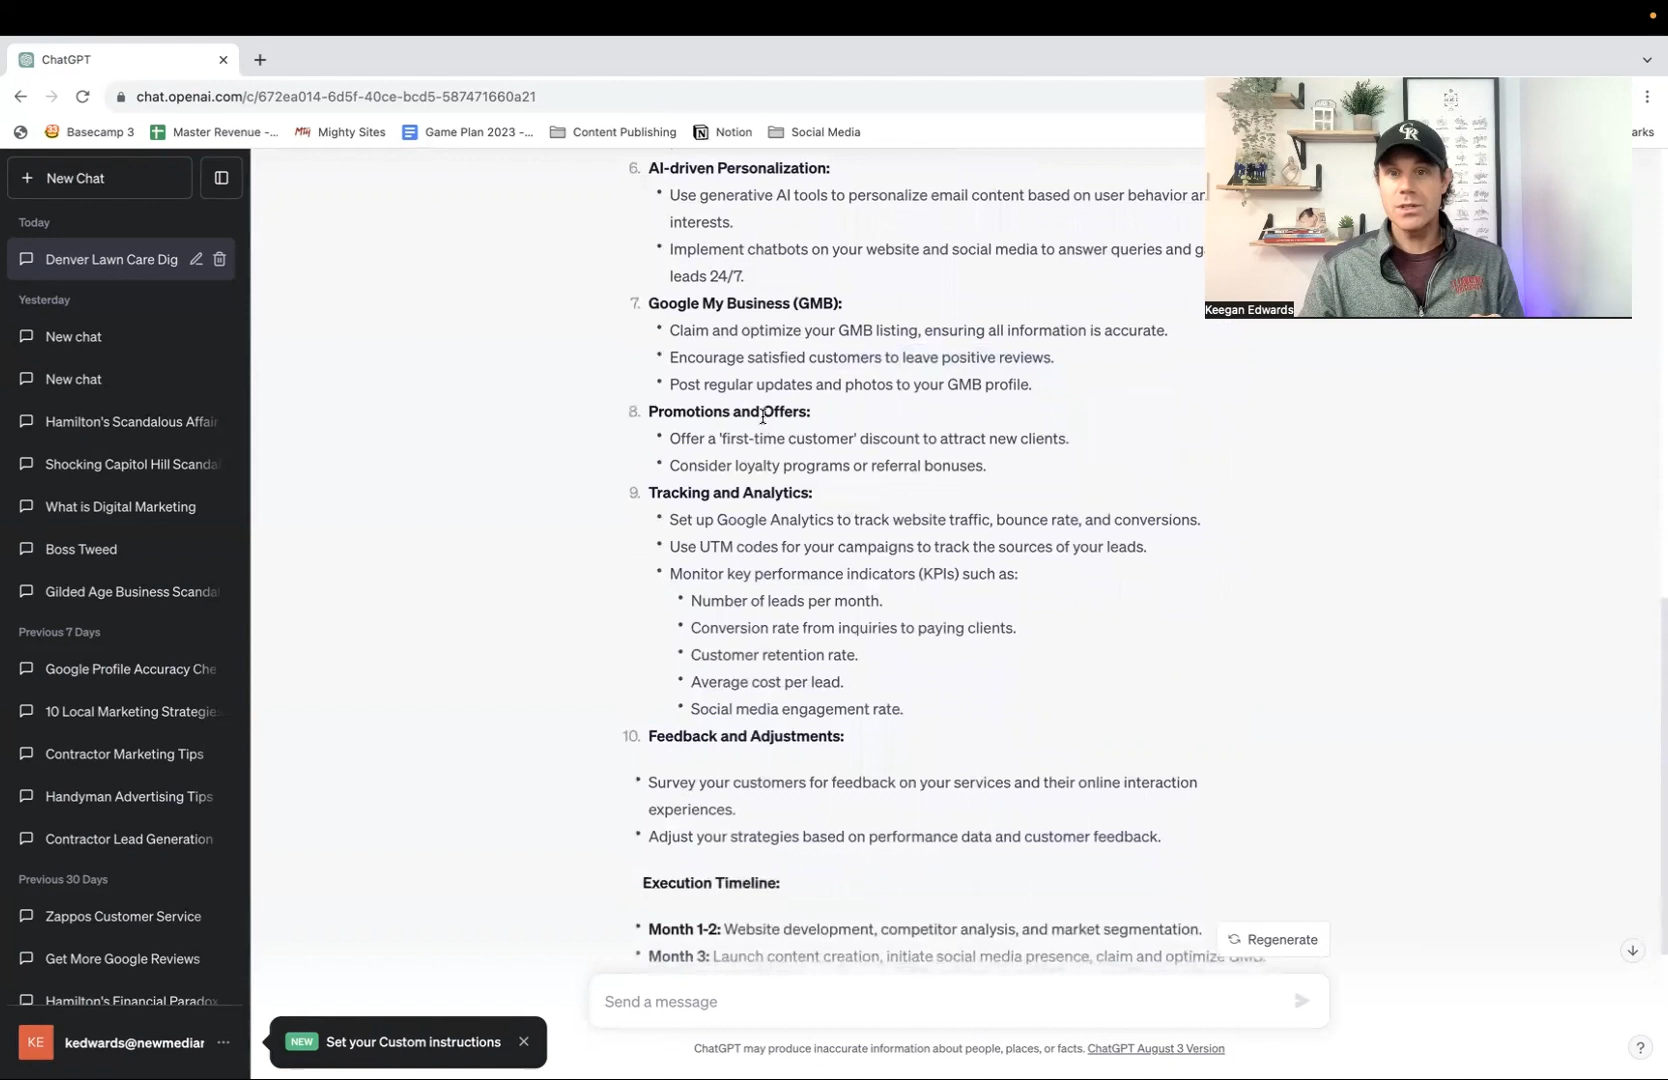 ChatGPT
chat.openai.com/c/672ea014-6d5f-40ce-bcd5-587471660a21
Basecamp 3
Master Revenue -...
Mighty Sites
Game Plan 2023 -...
Content Publishing
Notion
Social Media
arks
New Chat
Today
Denver Lawn Care Dig
Yesterday
New chat
New chat
Hamilton's Scandalous Affair
Shocking Capitol Hill Scanda
What is Digital Marketing
Boss Tweed
Gilded Age Business Scanda
Previous 7 Days
Google Profile Accuracy Che
10 Local Marketing Strategies
Contractor Marketing Tips
Handyman Advertising Tips
Contractor Lead Generation
Previous 30 Days
Zappos Customer Service
Get More Google Reviews
Hamilton's Financial Paradox
KE
kedwards@newmediar
NEW Set your Custom instructions
6. AI-driven Personalization:
Use generative AI tools to personalize email content based on user behavior an
interests.
Implement chatbots on your website and social media to answer queries and g
leads 24/7.
7. Google My Business (GMB):
Claim and optimize your GMB listing, ensuring all information is accurate.
Encourage satisfied customers to leave positive reviews.
Post regular updates and photos to your GMB profile.
8. Promotions and Offers:
Offer a 'first-time customer' discount to attract new clients.
Consider loyalty programs or referral bonuses.
9. Tracking and Analytics:
Set up Google Analytics to track website traffic, bounce rate, and conversions.
Use UTM codes for your campaigns to track the sources of your leads.
Monitor key performance indicators (KPIs) such as:
Number of leads per month.
Conversion rate from inquiries to paying clients.
Customer retention rate.
Average cost per lead.
Social media engagement rate.
10. Feedback and Adjustments:
Survey your customers for feedback on your services and their online interaction
experiences.
Adjust your strategies based on performance data and customer feedback.
Execution Timeline:
Month 1-2: Website development, competitor analysis, and market segmentation.
Month 3: Launch content creation, initiate social media presence, claim and optimize GMB.
Regenerate
Send a message
ChatGPT may produce inaccurate information about people, places, or facts. ChatGPT August 3 Version
?
Keegan Edwards
GR